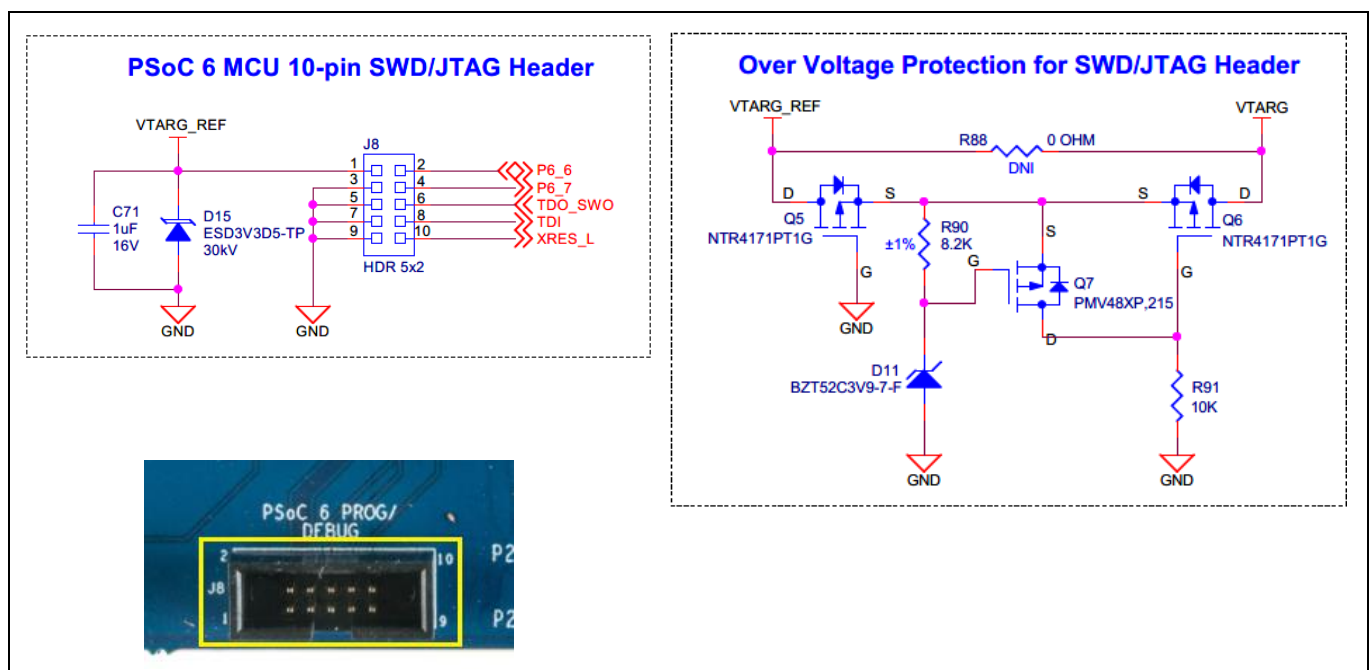 PSoC 6 MCU 10-pin SWD/JTAG Header
VTARG_REF
J8
1
2
3
4
5
6
7
8
9
10
P6_6
P6_7
TDO_SWO
TDI
XRES_L
C71
1uF
16V
D15
ESD3V3D5-TP
30kV
HDR 5x2
GND
GND
Over Voltage Protection for SWD/JTAG Header
VTARG_REF
VTARG
R88
0 OHM
DNI
D
S
Q5
NTR4171PT1G
G
GND
±1%
R90
8.2K
G
S
Q7
PMV48XP,215
D
S
D
Q6
NTR4171PT1G
G
D11
BZT52C3V9-7-F
GND
R91
10K
GND
PSoC 6 PROG/
DEBUG
2
10
J8
1
9
P2
P2